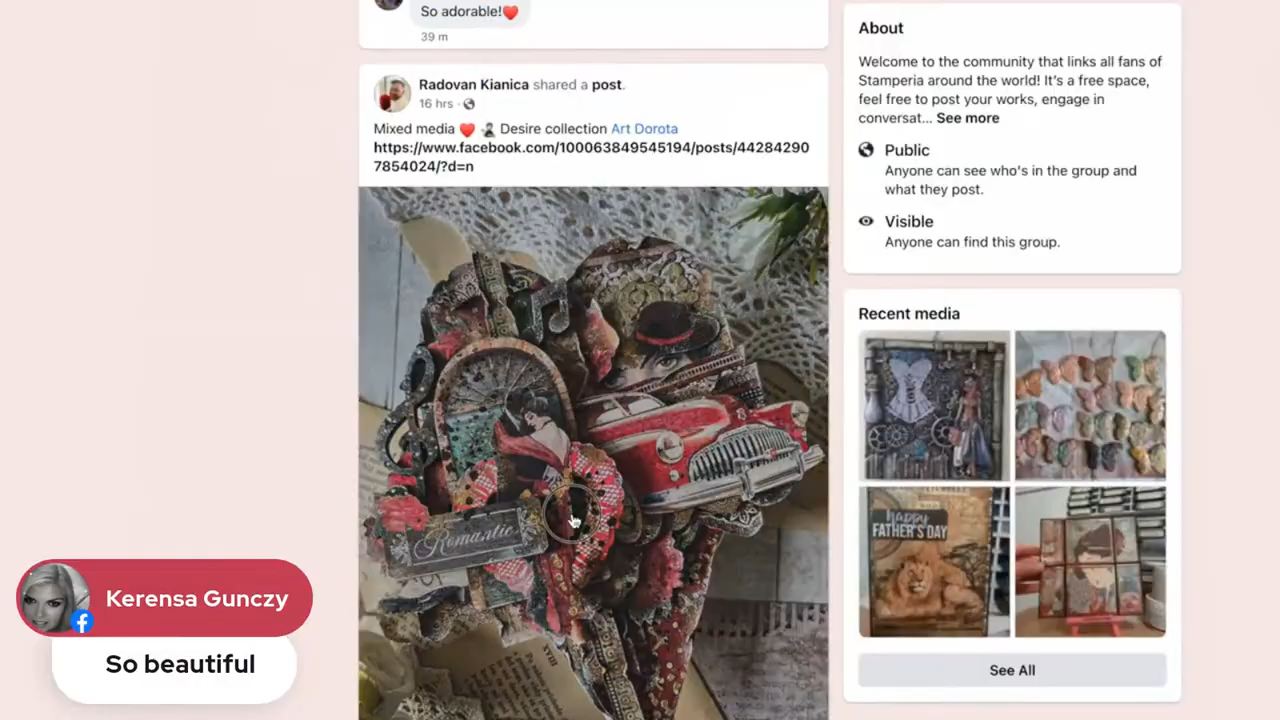 So adorable!❤️
39 m
Radovan Kianica shared a post.
16 hrs ·
Mixed media ❤️ Desire collection Art Dorota
https://www.facebook.com/100063849545194/posts/44284290
7854024/?d=n
Romantic
XVIII
About
Welcome to the community that links all fans of
Stamperia around the world! It's a free space,
feel free to post your works, engage in
conversat... See more
Public
Anyone can see who's in the group and
what they post.
Visible
Anyone can find this group.
Recent media
happy
FATHER'S DAY
See All
Kerensa Gunczy
So beautiful